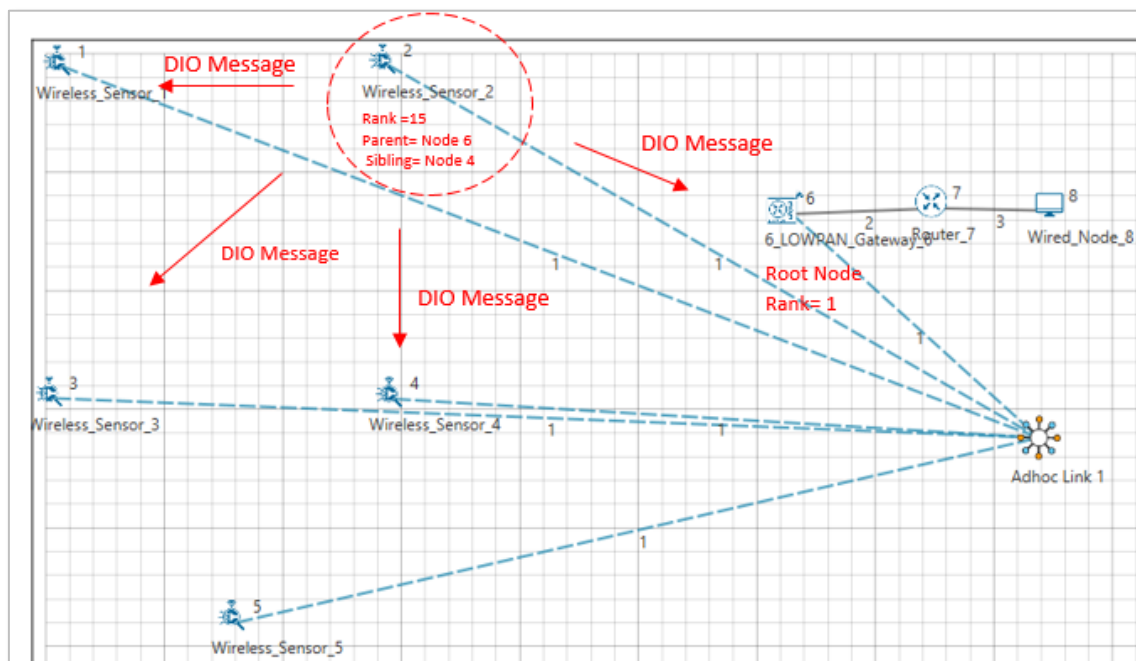 1
2
DIO Message
Wireless_Sensor_1
Wireless_Sensor_2
Rank =15
Parent= Node 6
Sibling= Node 4
DIO Message
6
7
8
2
3
6_LOWPAN_Gateway_6
Router_7
Wired_Node_8
DIO Message
1
1
Root Node
Rank= 1
DIO Message
1
3
4
Wireless_Sensor_3
Wireless_Sensor_4
1
1
Adhoc Link 1
1
5
Wireless_Sensor_5